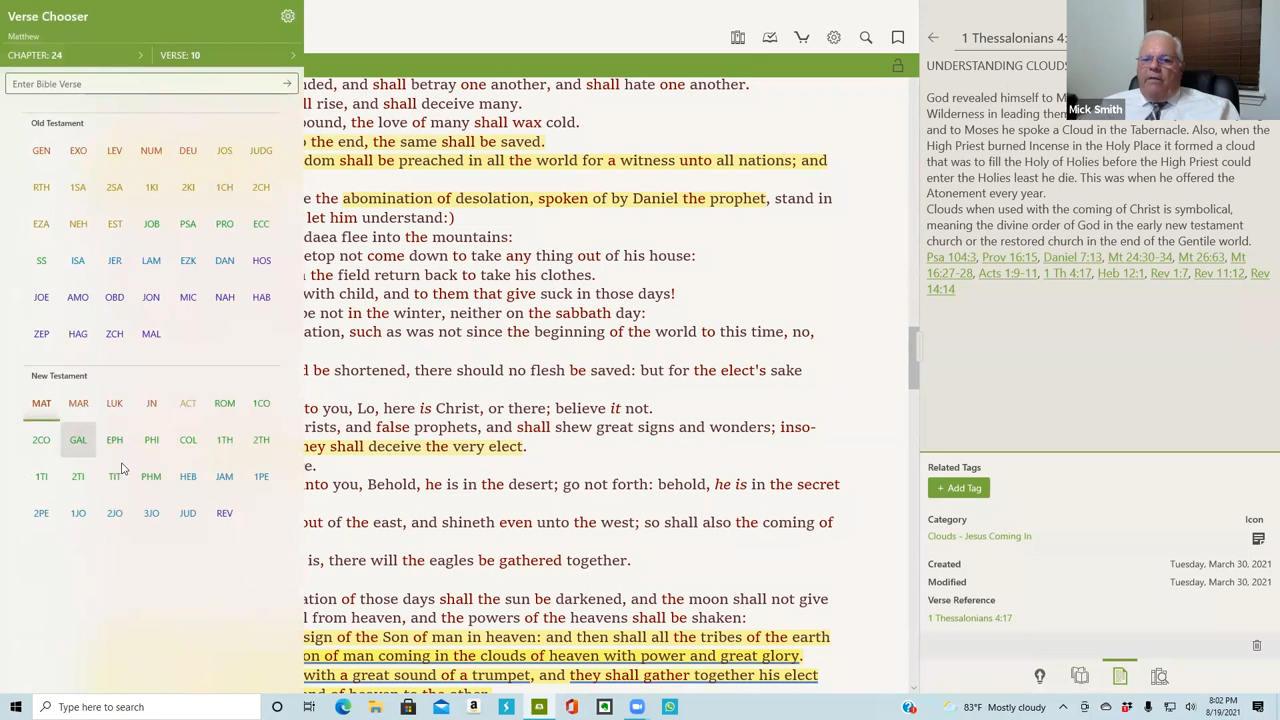 Verse Chooser
Matthew
CHAPTER: 24
VERSE: 10
Enter Bible Verse
Old Testament
GEN EXO LEV NUM DEU JOS JUDG
RTH 1SA 2SA 1KI 2KI 1CH 2CH
EZA NEH EST JOB PSA PRO ECC
SS ISA JER LAM EZK DAN HOS
JOE AMO OBD JON MIC NAH HAB
ZEP HAG ZCH MAL
New Testament
MAT MAR LUK JN ACT ROM 1CO
2CO GAL EPH PHI COL 1TH 2TH
1TI 2TI TIT PHM HEB JAM 1PE
2PE 1JO 2JO 3JO JUD REV
nded, and shall betray one another, and shall hate one another.
ll rise, and shall deceive many.
ound, the love of many shall wax cold.
the end, the same shall be saved.
dom shall be preached in all the world for a witness unto all nations; and
e the abomination of desolation, spoken of by Daniel the prophet, stand in
let him understand:)
daea flee into the mountains:
etop not come down to take any thing out of his house:
the field return back to take his clothes.
with child, and to them that give suck in those days!
be not in the winter, neither on the sabbath day:
ation, such as was not since the beginning of the world to this time, no,
d be shortened, there should no flesh be saved: but for the elect's sake
to you, Lo, here is Christ, or there; believe it not.
rists, and false prophets, and shall shew great signs and wonders; inso-
hey shall deceive the very elect.
e.
nto you, Behold, he is in the desert; go not forth: behold, he is in the secret
out of the east, and shineth even unto the west; so shall also the coming of
is, there will the eagles be gathered together.
ation of those days shall the sun be darkened, and the moon shall not give
l from heaven, and the powers of the heavens shall be shaken:
sign of the Son of man in heaven: and then shall all the tribes of the earth
on of man coming in the clouds of heaven with power and great glory.
with a great sound of a trumpet, and they shall gather together his elect
nd of heaven to the other.
1 Thessalonians 4:
UNDERSTANDING CLOUDS
Mick Smith
God revealed himself to M
Wilderness in leading them
and to Moses he spoke a Cloud in the Tabernacle. Also, when the
High Priest burned Incense in the Holy Place it formed a cloud
that was to fill the Holy of Holies before the High Priest could
enter the Holies least he die. This was when he offered the
Atonement every year.
Clouds when used with the coming of Christ is symbolical,
meaning the divine order of God in the early new testament
church or the restored church in the end of the Gentile world.
Psa 104:3, Prov 16:15, Daniel 7:13, Mt 24:30-34, Mt 26:63, Mt
16:27-28, Acts 1:9-11, 1 Th 4:17, Heb 12:1, Rev 1:7, Rev 11:12, Rev
14:14
Related Tags
+ Add Tag
Category
Icon
Clouds - Jesus Coming In
Created
Tuesday, March 30, 2021
Modified
Tuesday, March 30, 2021
Verse Reference
1 Thessalonians 4:17
Type here to search
83°F Mostly cloudy
8:02 PM
8/19/2021